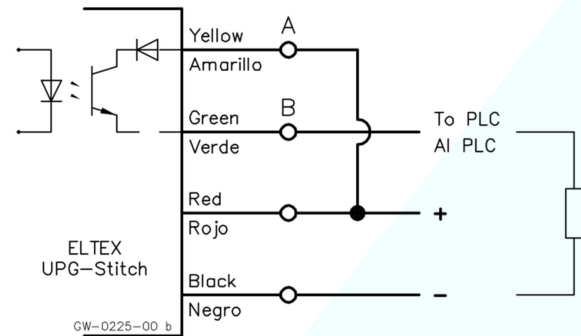 A
Yellow
Amarillo
B
Green
Verde
To PLC
Al PLC
Red
Rojo
+
ELTEX
UPG-Stitch
Black
Negro
-
GW-0225-00 b